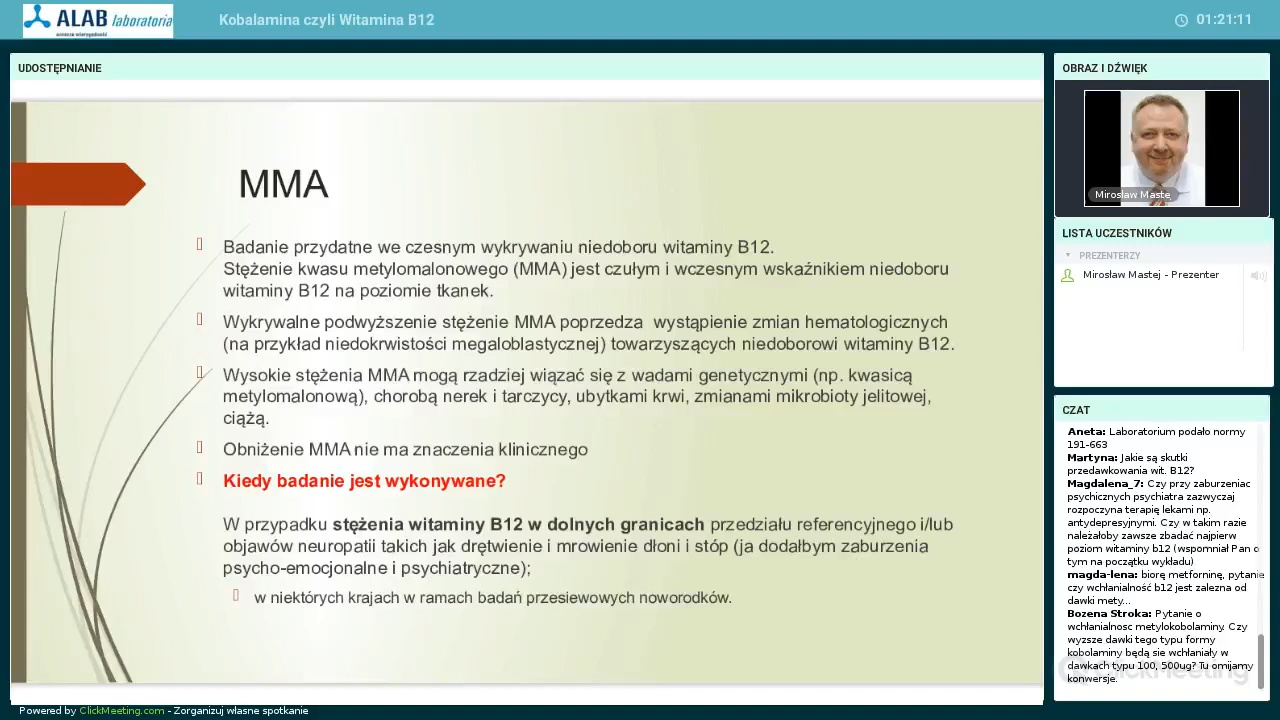 ALAB laboratoria
zawsze wiarygodność
Kobalamina czyli Witamina B12
01:21:11
UDOSTĘPNIANIE
MMA
Badanie przydatne we czesnym wykrywaniu niedoboru witaminy B12.
Stężenie kwasu metylomalonowego (MMA) jest czułym i wczesnym wskaźnikiem niedoboru
witaminy B12 na poziomie tkanek.
Wykrywalne podwyższenie stężenie MMA poprzedza wystąpienie zmian hematologicznych
(na przykład niedokrwistości megaloblastycznej) towarzyszących niedoborowi witaminy B12.
Wysokie stężenia MMA mogą rzadziej wiązać się z wadami genetycznymi (np. kwasicą
metylomalonową), chorobą nerek i tarczycy, ubytkami krwi, zmianami mikrobioty jelitowej,
ciążą.
Obniżenie MMA nie ma znaczenia klinicznego
Kiedy badanie jest wykonywane?
W przypadku stężenia witaminy B12 w dolnych granicach przedziału referencyjnego i/lub
objawów neuropatii takich jak drętwienie i mrowienie dłoni i stóp (ja dodałbym zaburzenia
psycho-emocjonalne i psychiatryczne);
w niektórych krajach w ramach badań przesiewowych noworodków.
OBRAZ I DŹWIĘK
Mirosław Maste
LISTA UCZESTNIKÓW
PREZENTERZY
Mirosław Mastej - Prezenter
CZAT
Aneta: Laboratorium podało normy
191-663
Martyna: Jakie są skutki
przedawkowania wit. B12?
Magdalena_7: Czy przy zaburzeniac
psychicznych psychiatra zazwyczaj
rozpoczyna terapię lekami np.
antydepresyjnymi. Czy w takim razie
należałoby zawsze zbadać najpierw
poziom witaminy b12 (wspomniał Pan o
tym na początku wykładu)
magda-lena: biorę metforninę, pytanie
czy wchłanialność b12 jest zalezna od
dawki mety...
Bozena Stroka: Pytanie o
wchłanialnosc metylokobolaminy. Czy
wyzsze dawki tego typu formy
kobolaminy będą sie wchłaniały w
dawkach typu 100, 500ug? Tu omijamy
konwersje.
ClickMeeting
Powered by ClickMeeting.com - Zorganizuj własne spotkanie